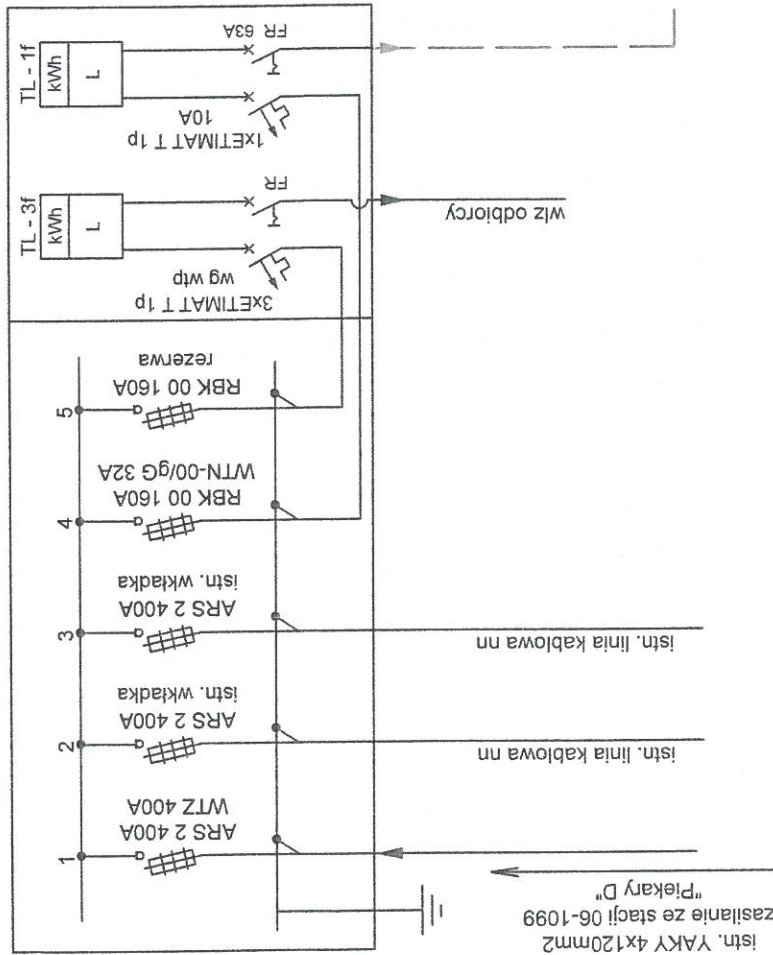 TL - 1f
kWh
L
FR 63A
1xETIMAT T 1p
10A
TL - 3f
kWh
L
FR
3xETIMAT T 1p
wg wtp
wlz odbiorcy
5
RBK 00 160A
rezerwa
4
RBK 00 160A
WTN-00/gG 32A
3
ARS 2 400A
istn. wkładka
istn. linia kablowa nn
2
ARS 2 400A
istn. wkładka
istn. linia kablowa nn
1
ARS 2 400A
WTZ 400A
istn. YAKY 4x120mm2
zasilanie ze stacji 06-1099
"Piekary D"